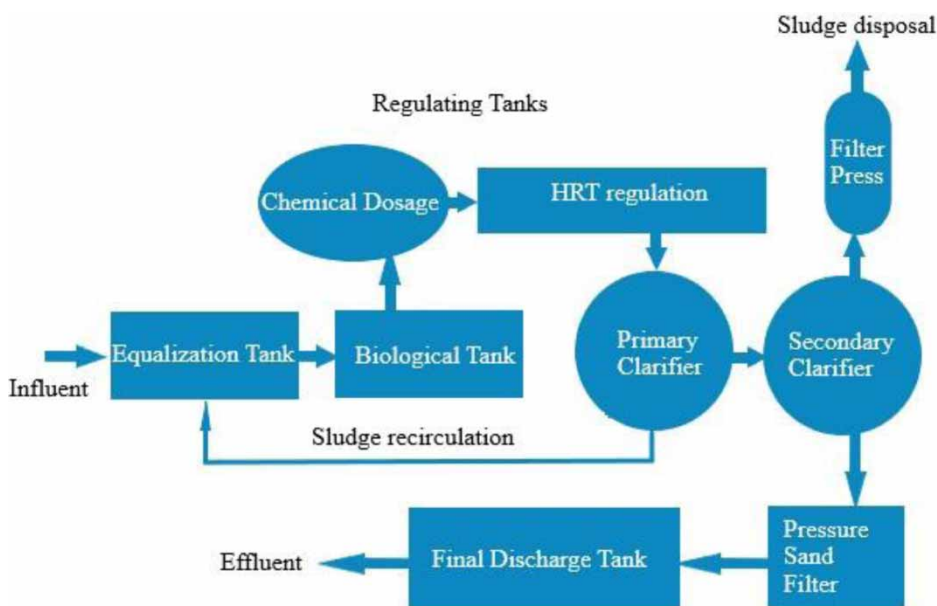 Sludge disposal
Regulating Tanks
Filter
Press
Chemical Dosage
HRT regulation
Equalization Tank
Biological Tank
Primary
Clarifier
Secondary
Clarifier
Influent
Sludge recirculation
Pressure
Sand
Filter
Final Discharge Tank
Effluent